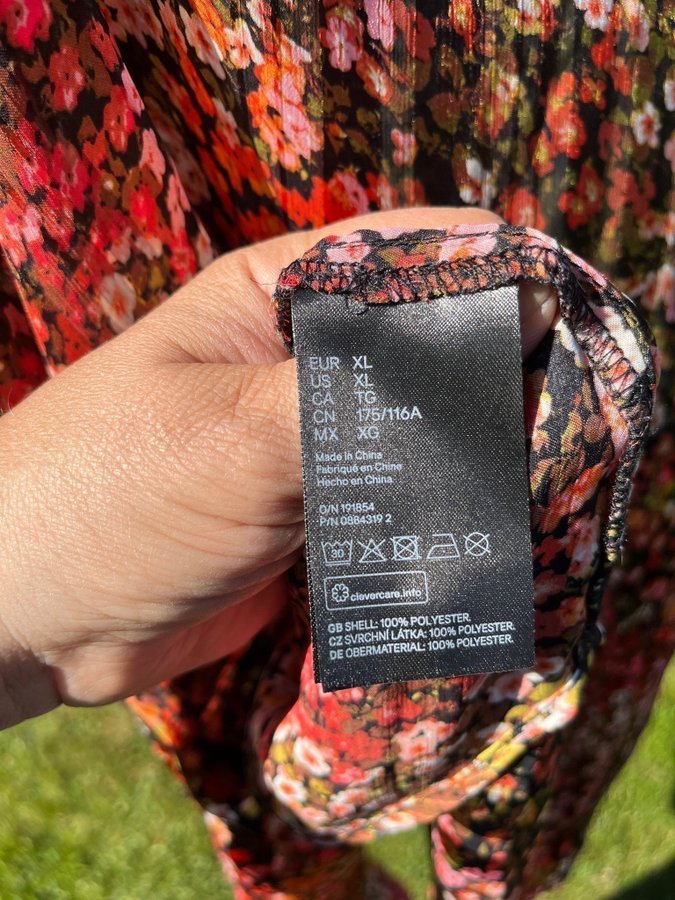 EUR XL
US XL
CA TG
CN 175/116A
MX XG
Made in China
Fabriqué en Chine
Hecho en China
O/N 191854
P/N 0884319 2
30
clevercare.info
GB SHELL: 100% POLYESTER.
CZ SVRCHNÍ LÁTKA: 100% POLYESTER.
DE OBERMATERIAL: 100% POLYESTER.